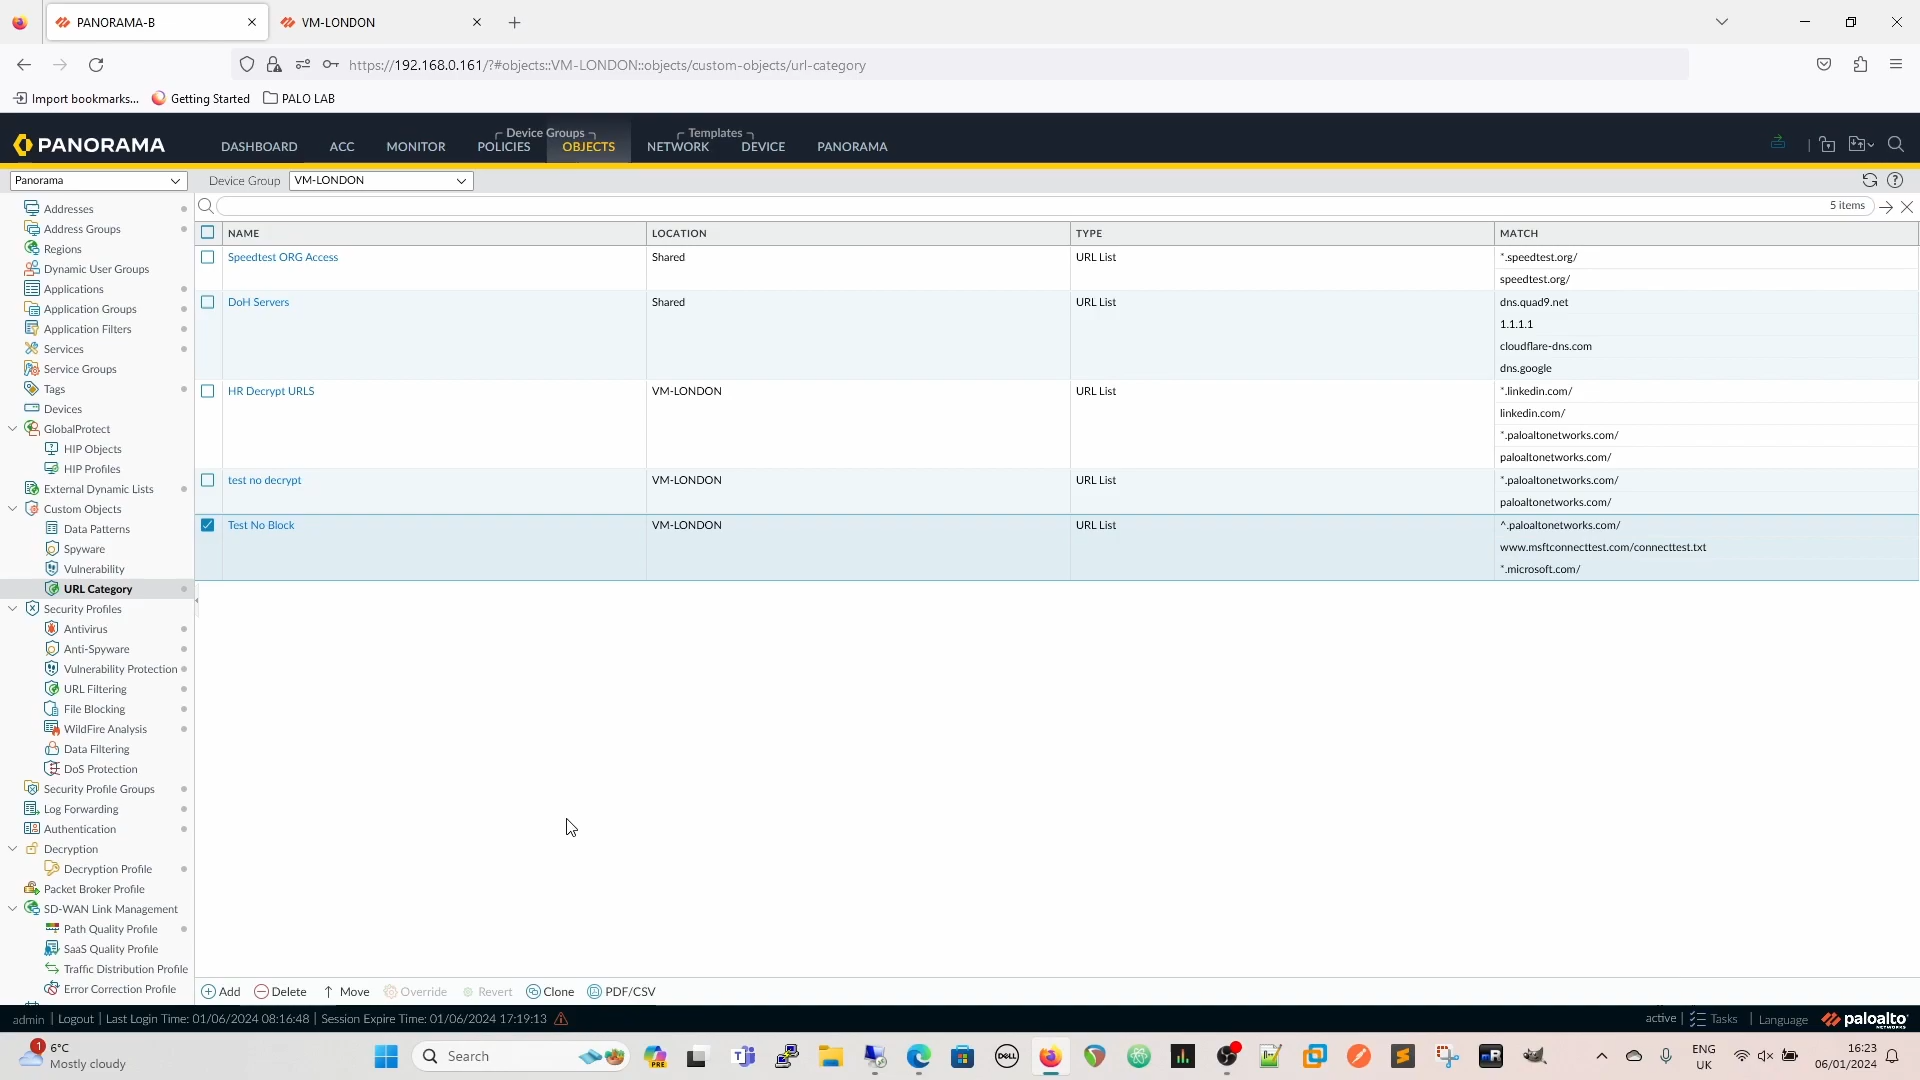 PANORAMA-B
VM-LONDON
https://192.168.0.161/?#objects::VM-LONDON::objects/custom-objects/url-category
Import bookmarks...
Getting Started
PALO LAB
PANORAMA
DASHBOARD
ACC
MONITOR
Device Groups
POLICIES
OBJECTS
Templates
NETWORK
DEVICE
PANORAMA
Panorama
Device Group
VM-LONDON
5 items
Addresses
Address Groups
Regions
Dynamic User Groups
Applications
Application Groups
Application Filters
Services
Service Groups
Tags
Devices
GlobalProtect
HIP Objects
HIP Profiles
External Dynamic Lists
Custom Objects
Data Patterns
Spyware
Vulnerability
URL Category
Security Profiles
Antivirus
Anti-Spyware
Vulnerability Protection
URL Filtering
File Blocking
WildFire Analysis
Data Filtering
DoS Protection
Security Profile Groups
Log Forwarding
Authentication
Decryption
Decryption Profile
Packet Broker Profile
SD-WAN Link Management
Path Quality Profile
SaaS Quality Profile
Traffic Distribution Profile
Error Correction Profile
NAME LOCATION TYPE MATCH
Speedtest ORG Access Shared URL List *.speedtest.org/
speedtest.org/
DoH Servers Shared URL List dns.quad9.net
1.1.1.1
cloudflare-dns.com
dns.google
HR Decrypt URLS VM-LONDON URL List *.linkedin.com/
linkedin.com/
*.paloaltonetworks.com/
paloaltonetworks.com/
test no decrypt VM-LONDON URL List *.paloaltonetworks.com/
paloaltonetworks.com/
Test No Block VM-LONDON URL List ^.paloaltonetworks.com/
www.msftconnecttest.com/connecttest.txt
*.microsoft.com/
Add Delete Move Override Revert Clone PDF/CSV
admin | Logout | Last Login Time: 01/06/2024 08:16:48 | Session Expire Time: 01/06/2024 17:19:13
active | Tasks | Language paloalto
NETWORKS
1
6°C
Mostly cloudy
Search
PRE
DELL
ENG
UK
16:23
06/01/2024